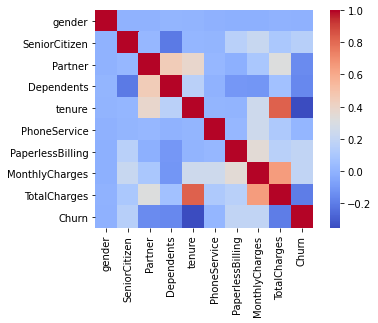 gender
SeniorCitizen
Partner
Dependents
tenure
PhoneService
PaperlessBilling
MonthlyCharges
TotalCharges
Churn
gender
SeniorCitizen
Partner
Dependents
tenure
PhoneService
PaperlessBilling
MonthlyCharges
TotalCharges
Churn
1.0
0.8
0.6
0.4
0.2
0.0
−0.2